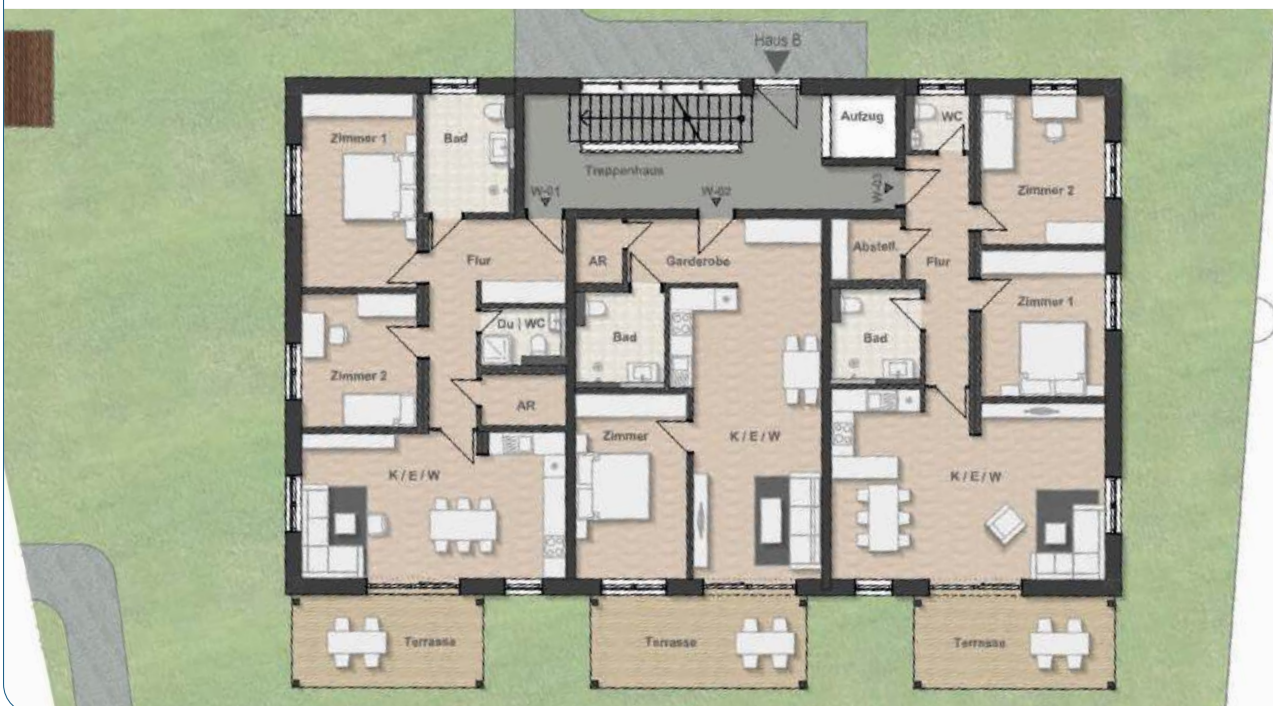 Haus B
Zimmer 1
Bad
Aufzug
WC
Treppenhaus
W-01
W-02
W-03
Zimmer 2
Flur
AR
Garderobe
Abstell.
Flur
Zimmer 1
Du | WC
Bad
Bad
Zimmer 2
AR
Zimmer
K / E / W
K / E / W
K / E / W
Terrasse
Terrasse
Terrasse